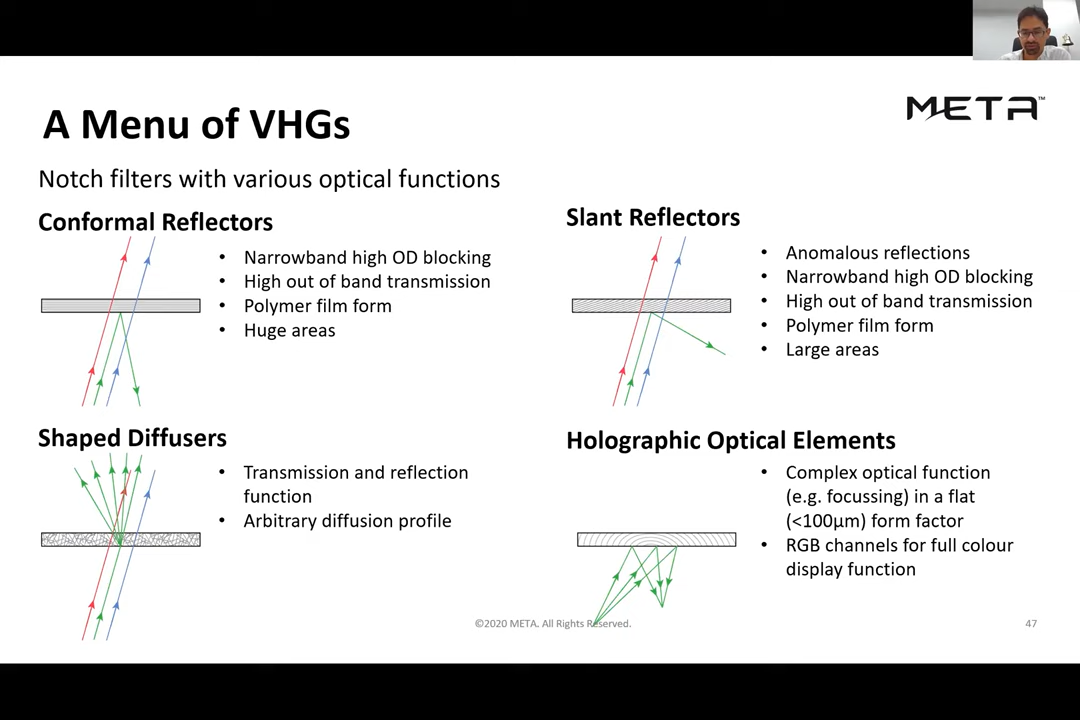 META™
A Menu of VHGs
Notch filters with various optical functions
Conformal Reflectors
• Narrowband high OD blocking
• High out of band transmission
• Polymer film form
• Huge areas
Slant Reflectors
• Anomalous reflections
• Narrowband high OD blocking
• High out of band transmission
• Polymer film form
• Large areas
Shaped Diffusers
• Transmission and reflection
function
• Arbitrary diffusion profile
Holographic Optical Elements
• Complex optical function
(e.g. focussing) in a flat
(<100µm) form factor
• RGB channels for full colour
display function
©2020 META. All Rights Reserved.
47